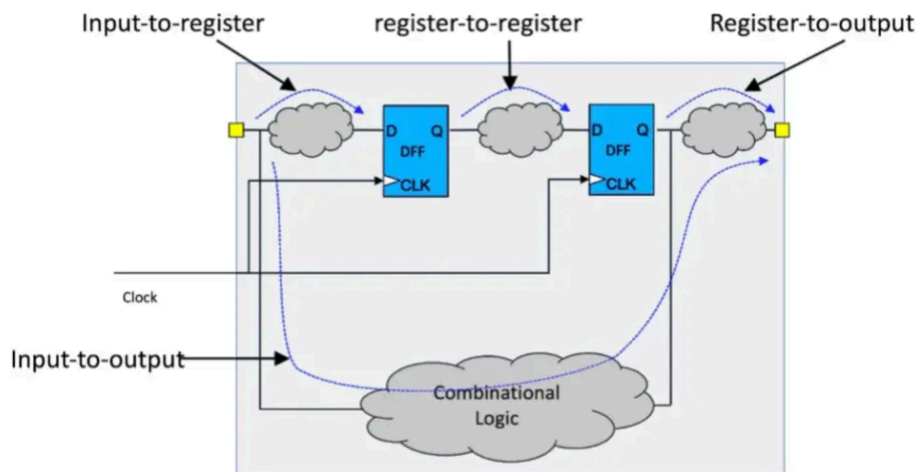 Input-to-register
register-to-register
Register-to-output
D Q
DFF
CLK
D Q
DFF
CLK
Clock
Input-to-output
Combinational
Logic